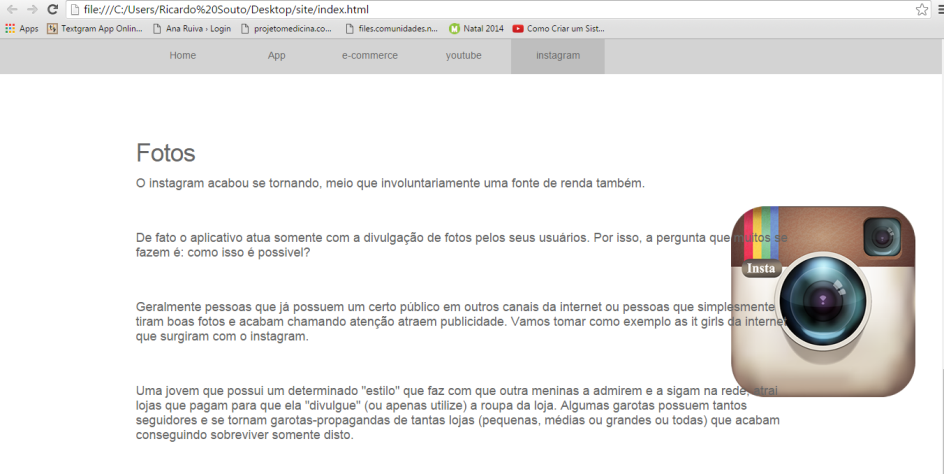 file:///C:/Users/Ricardo%20Souto/Desktop/site/index.html
Apps Textgram App Onlin... Ana Ruiva › Login projetomedicina.co... files.comunidades.n... Natal 2014 Como Criar um Sist...
Home App e-commerce youtube instagram
Fotos
O instagram acabou se tornando, meio que involuntariamente uma fonte de renda também.
De fato o aplicativo atua somente com a divulgação de fotos pelos seus usuários. Por isso, a pergunta que muitos se
fazem é: como isso é possivel?
Insta
Geralmente pessoas que já possuem um certo público em outros canais da internet ou pessoas que simplesmente
tiram boas fotos e acabam chamando atenção atraem publicidade. Vamos tomar como exemplo as it girls da internet
que surgiram com o instagram.
Uma jovem que possui um determinado "estilo" que faz com que outra meninas a admirem e a sigam na rede, atrai
lojas que pagam para que ela "divulgue" (ou apenas utilize) a roupa da loja. Algumas garotas possuem tantos
seguidores e se tornam garotas-propagandas de tantas lojas (pequenas, médias ou grandes ou todas) que acabam
conseguindo sobreviver somente disto.